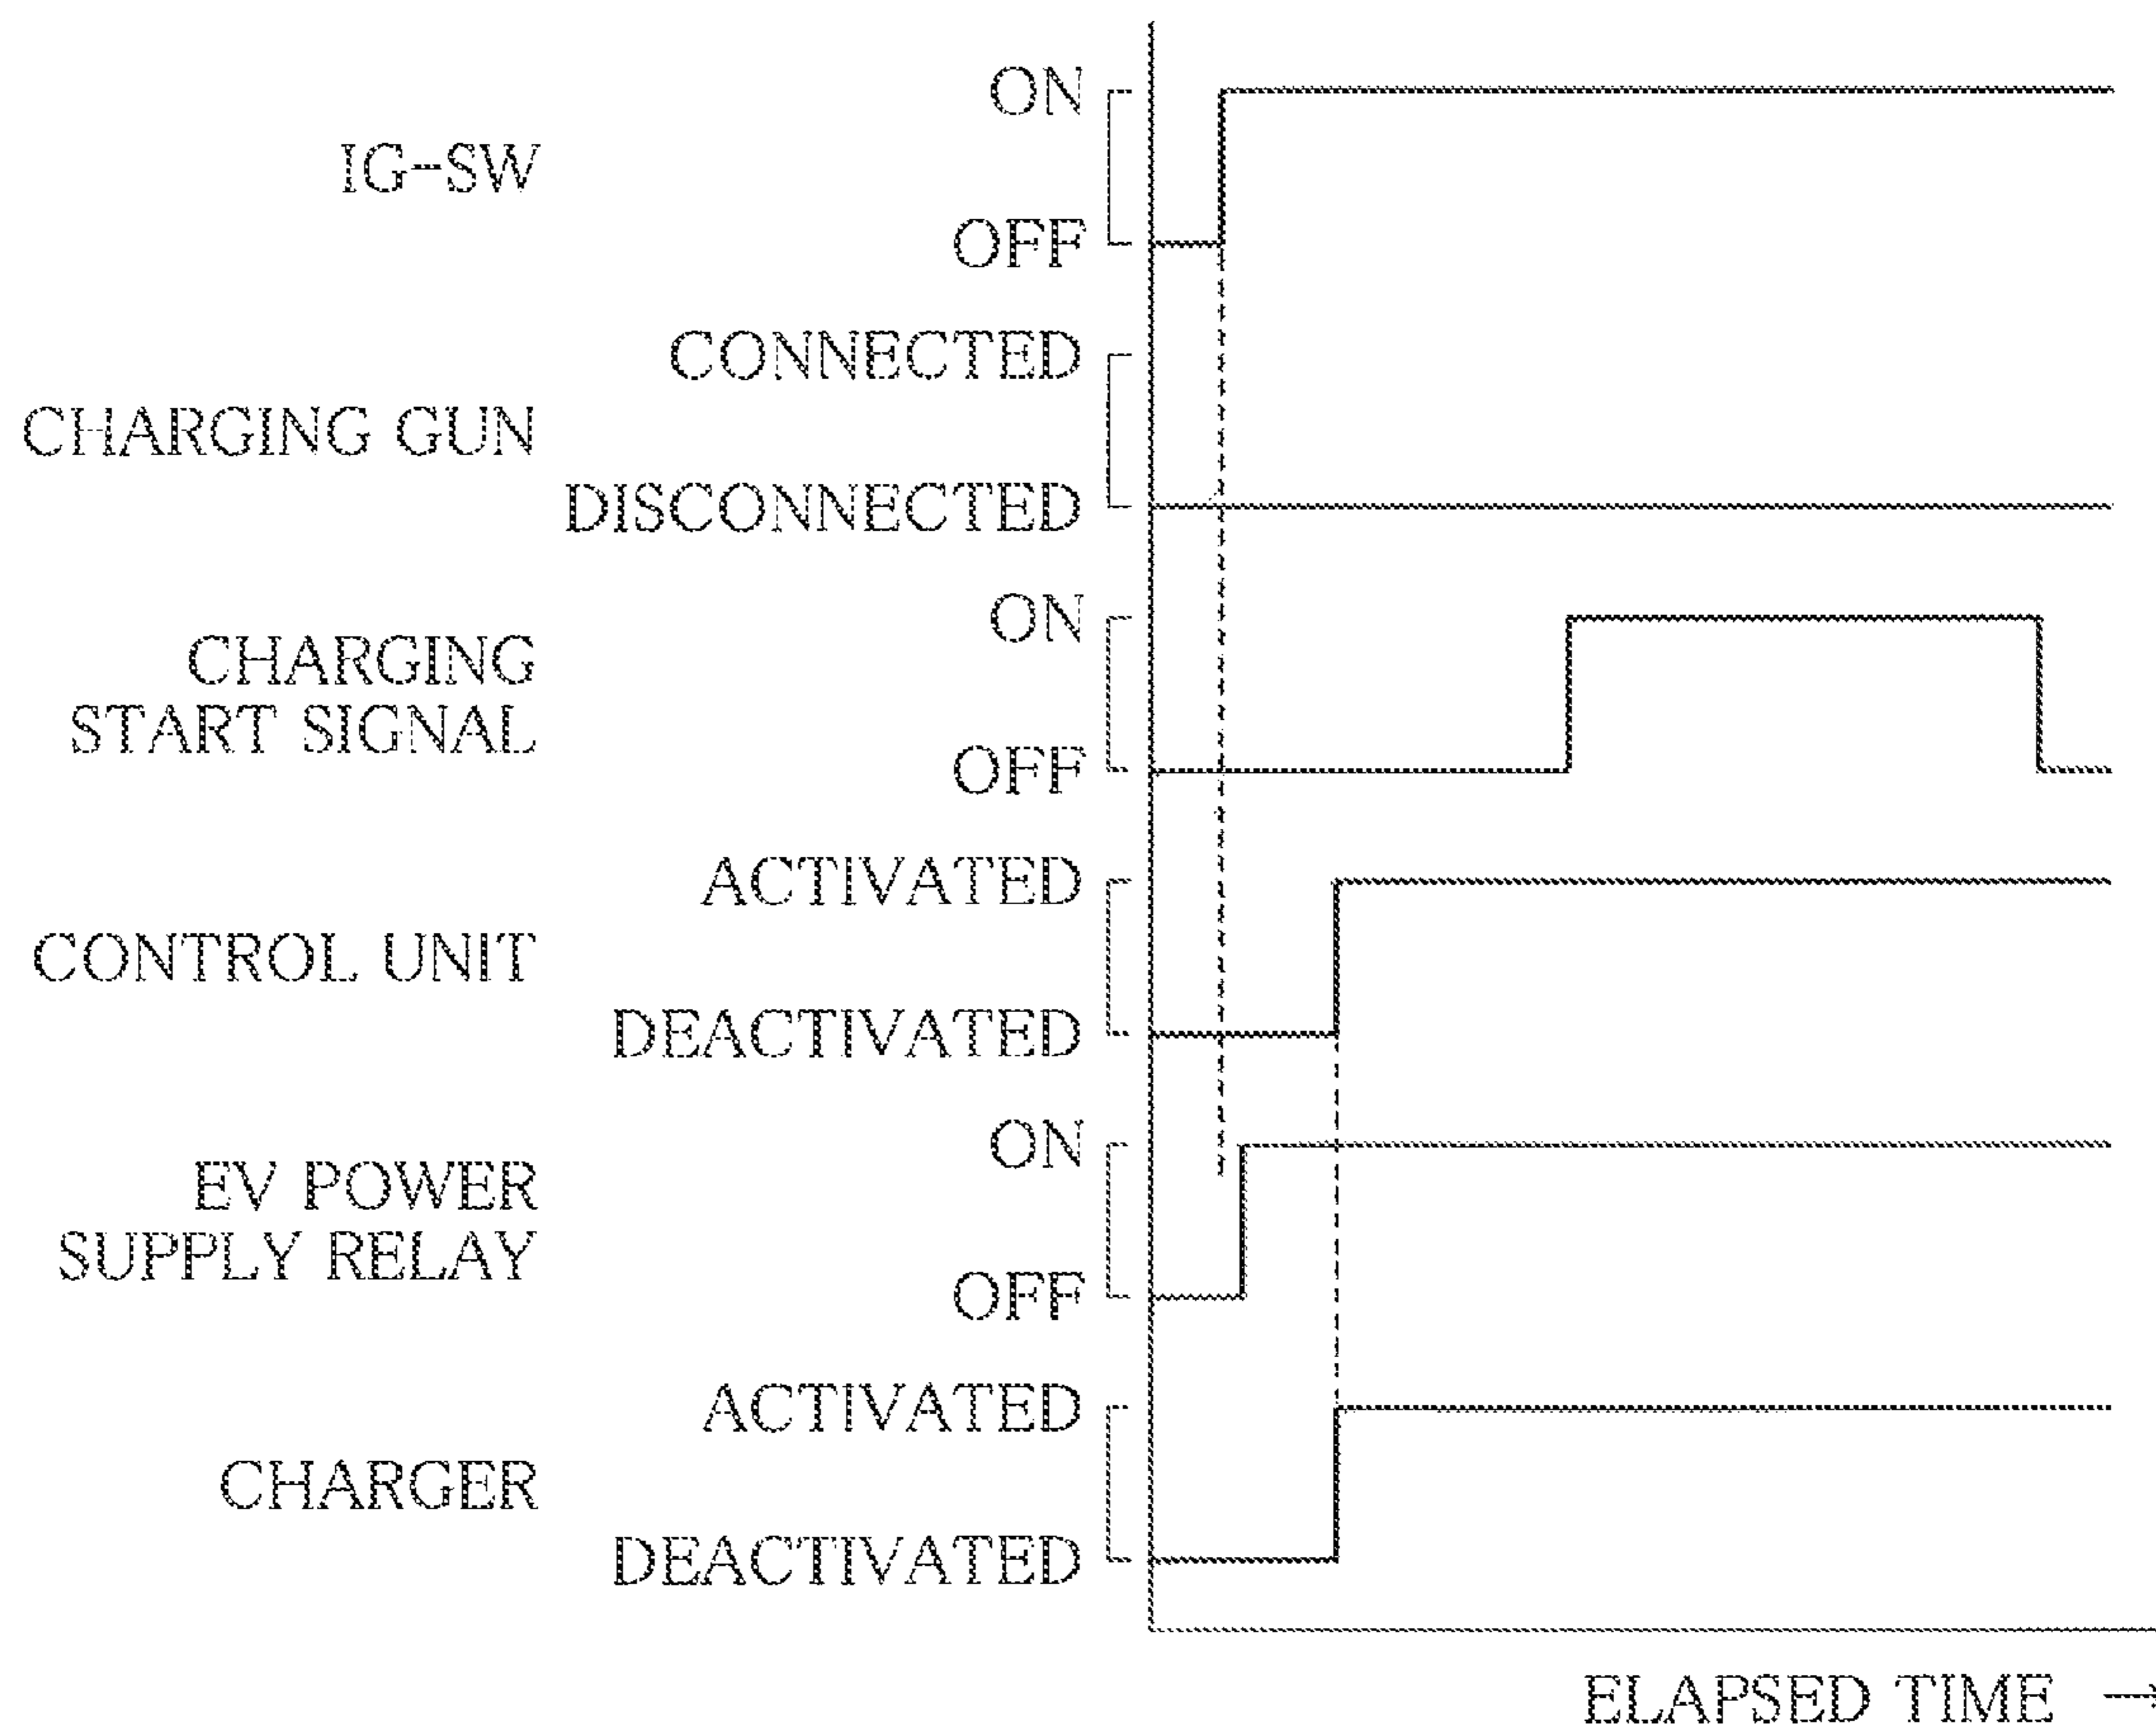 ON
IG-SW
OFF
CONNECTED
CHARGING GUN
DISCONNECTED
ON
CHARGING
START SIGNAL
OFF
ACTIVATED
CONTROL UNIT
DEACTIVATED
ON
EV POWER
SUPPLY RELAY
OFF
ACTIVATED
CHARGER
DEACTIVATED
ELAPSED TIME →